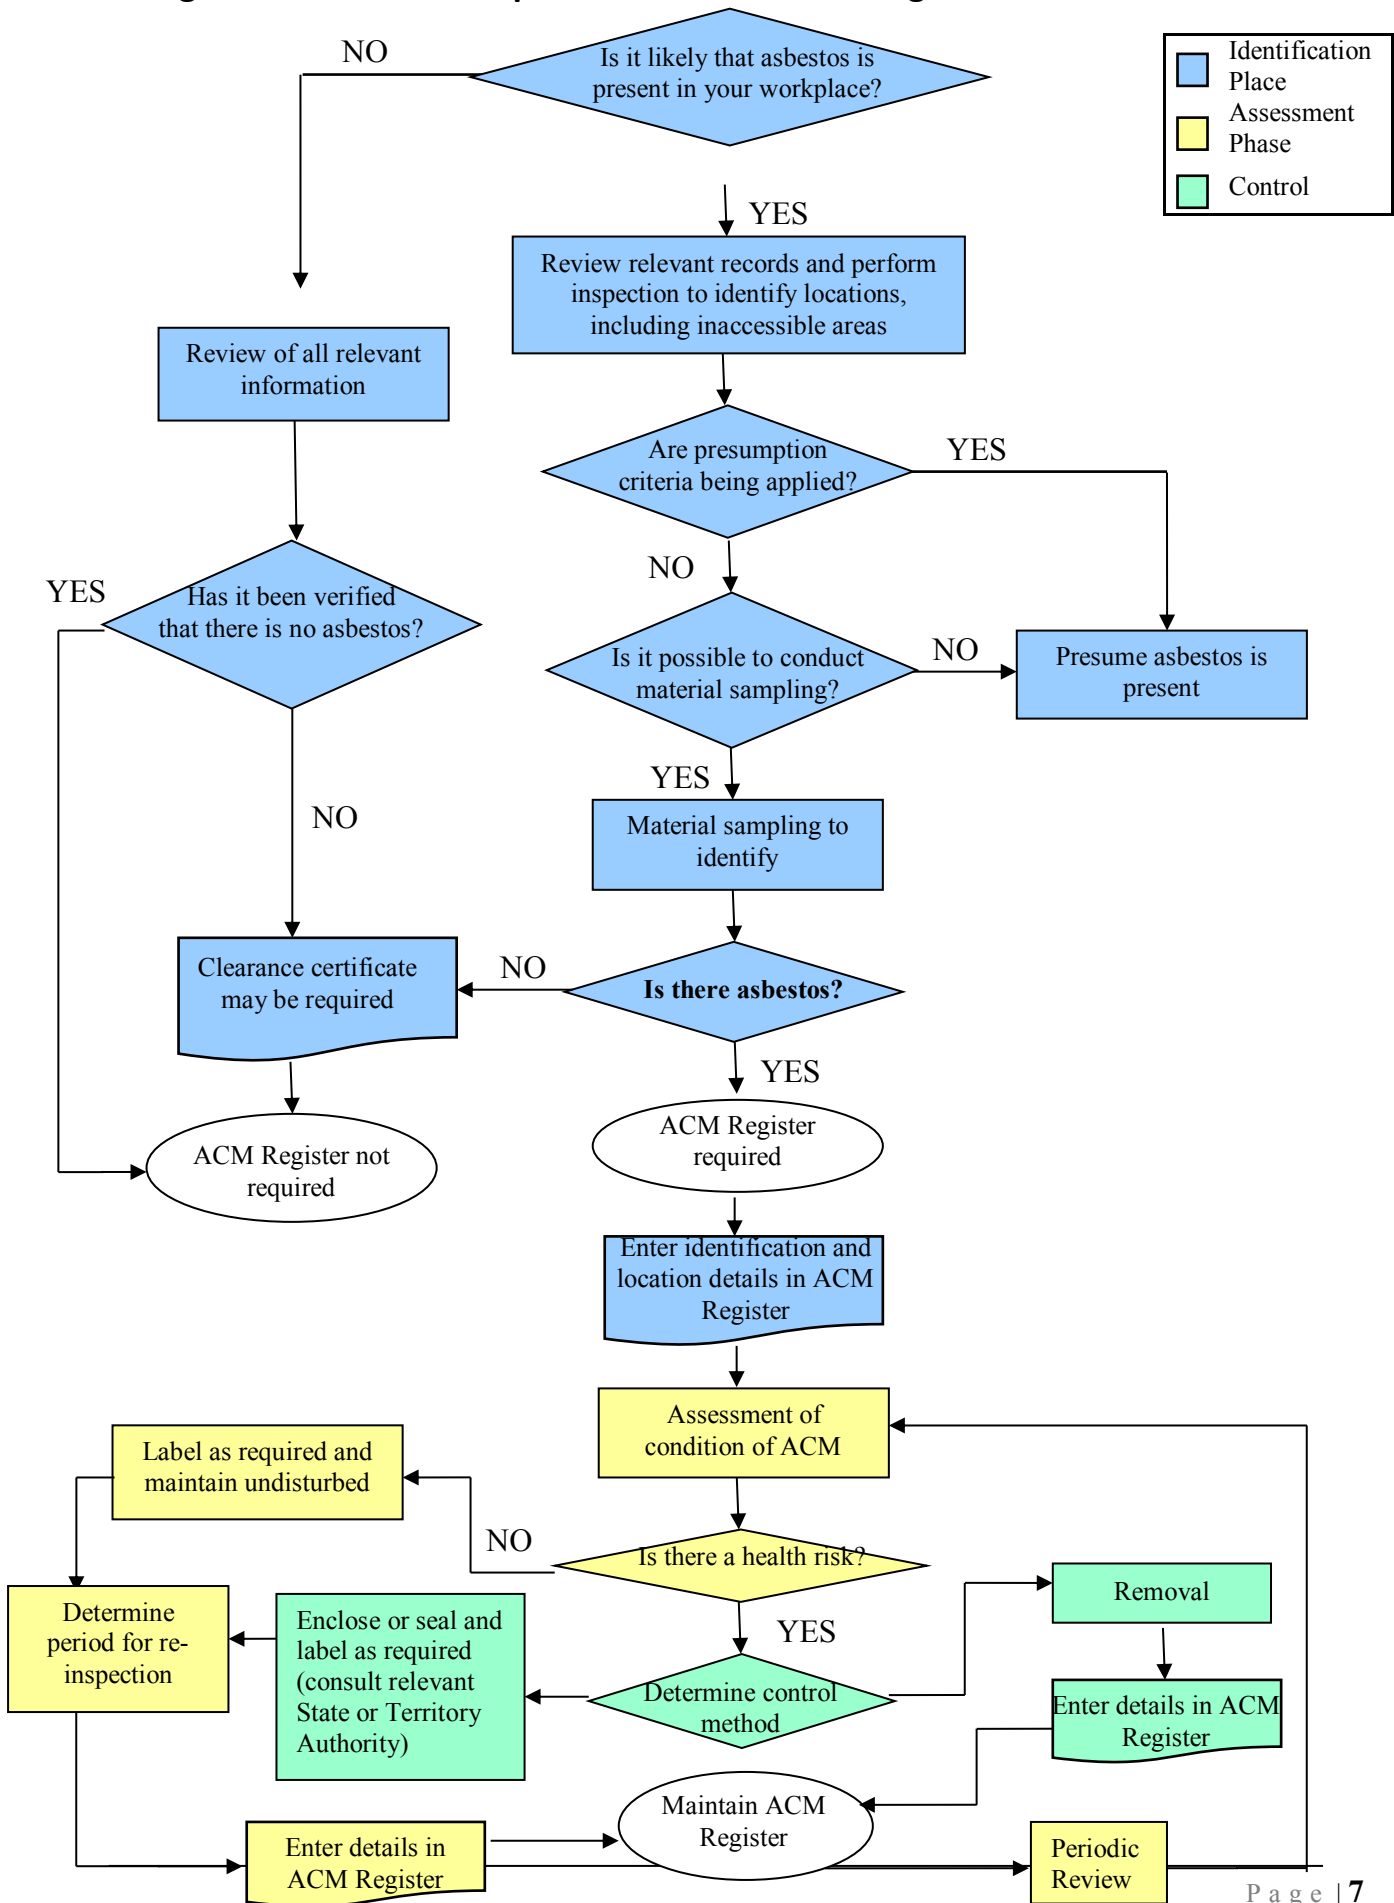 NO
Is it likely that asbestos is
present in your workplace?
Identification
Place
Assessment
Phase
Control
YES
Review relevant records and perform
inspection to identify locations,
including inaccessible areas
Review of all relevant
information
Are presumption
criteria being applied?
YES
NO
YES
Has it been verified
that there is no asbestos?
Is it possible to conduct
material sampling?
NO
Presume asbestos is
present
YES
NO
Material sampling to
identify
Clearance certificate
may be required
NO
Is there asbestos?
YES
ACM Register not
required
ACM Register
required
Enter identification and
location details in ACM
Register
Assessment of
condition of ACM
Label as required and
maintain undisturbed
NO
Is there a health risk?
YES
Removal
Determine
period for re-
inspection
Enclose or seal and
label as required
(consult relevant
State or Territory
Authority)
Determine control
method
Enter details in ACM
Register
Maintain ACM
Register
Enter details in
ACM Register
Periodic
Review
Page | 7